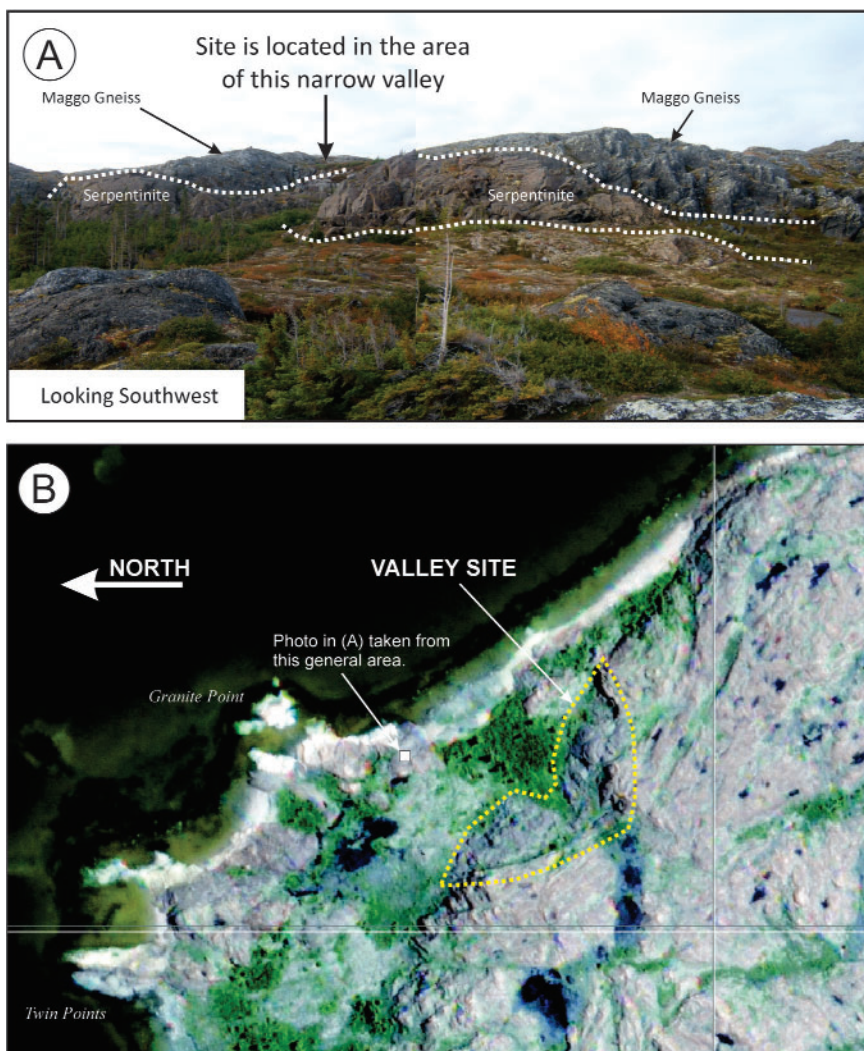 A
Site is located in the area
of this narrow valley
Maggo Gneiss
Maggo Gneiss
Serpentinite
Serpentinite
Looking Southwest
B
NORTH
VALLEY SITE
Photo in (A) taken from
this general area.
Granite Point
Twin Points